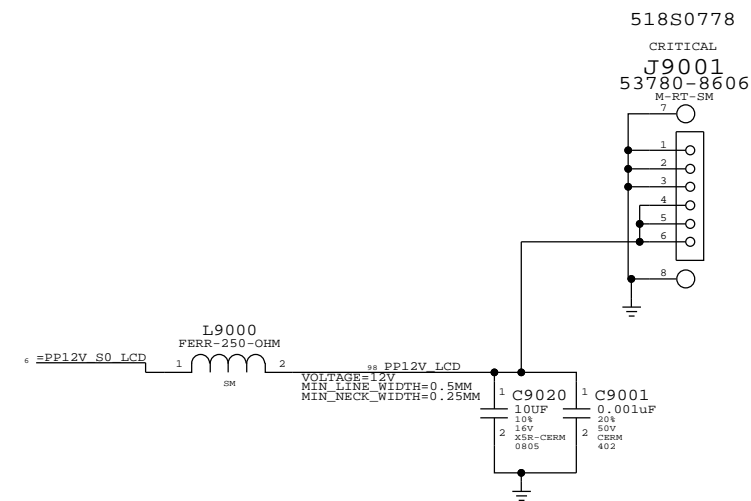 518S0778
CRITICAL
J9001
53780-8606
M-RT-SM
7
1
2
3
4
5
6
8
L9000
FERR-250-OHM
6 =PP12V_S0_LCD
1
2
SM
98 PP12V_LCD
VOLTAGE=12V
MIN_LINE_WIDTH=0.5MM
MIN_NECK_WIDTH=0.25MM
1
C9020
10UF
10%
16V
X5R-CERM
0805
2
1
C9001
0.001uF
20%
50V
CERM
402
2